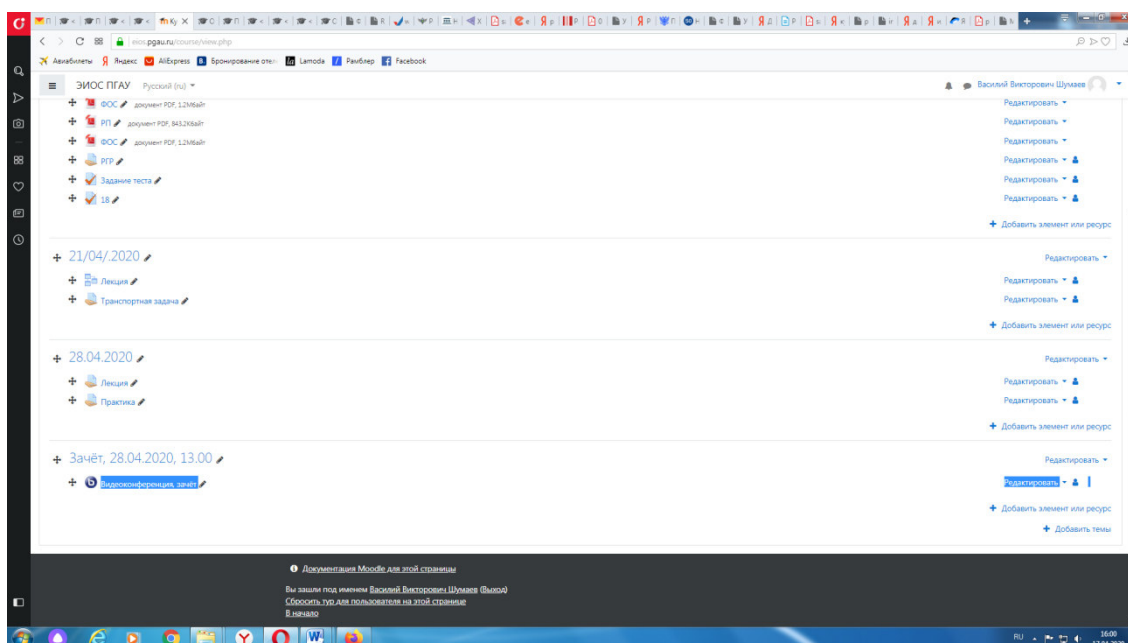 eios.pgau.ru/course/view.php
Авиабилеты Яндекс AliExpress Бронирование отел Lamoda Рамблер Facebook
ЭИОС ПГАУ Русский (ru) Василий Викторович Шумаев
ФОС документ PDF, 1.2Мбайт Редактировать
РП документ PDF, 843.2Кбайт Редактировать
ФОС документ PDF, 1.2Мбайт Редактировать
РГР Редактировать
Задание теста Редактировать
18 Редактировать
Добавить элемент или ресурс
21/04/.2020 Редактировать
Лекция Редактировать
Транспортная задача Редактировать
Добавить элемент или ресурс
28.04.2020 Редактировать
Лекция Редактировать
Практика Редактировать
Добавить элемент или ресурс
Зачёт, 28.04.2020, 13.00 Редактировать
Видеоконференция, зачёт Редактировать
Добавить элемент или ресурс
Добавить темы
Документация Moodle для этой страницы
Вы зашли под именем Василий Викторович Шумаев (Выход)
Сбросить тур для пользователя на этой странице
В начало
RU 16:00